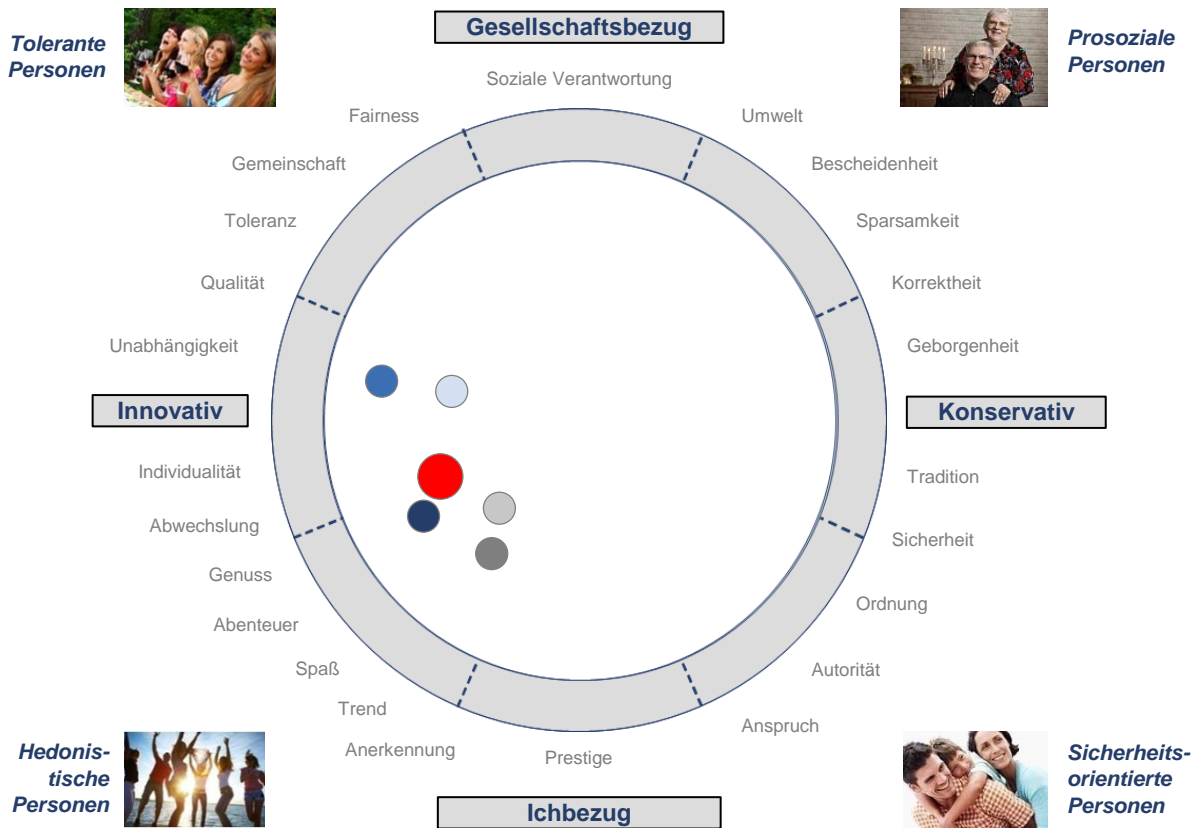 Tolerante
Personen
Gesellschaftsbezug
Prosoziale
Personen
Soziale Verantwortung
Fairness
Umwelt
Gemeinschaft
Bescheidenheit
Toleranz
Sparsamkeit
Qualität
Korrektheit
Unabhängigkeit
Geborgenheit
Innovativ
Konservativ
Individualität
Tradition
Abwechslung
Sicherheit
Genuss
Ordnung
Abenteuer
Spaß
Autorität
Trend
Anspruch
Anerkennung
Prestige
Hedonis-
tische
Personen
Sicherheits-
orientierte
Personen
Ichbezug